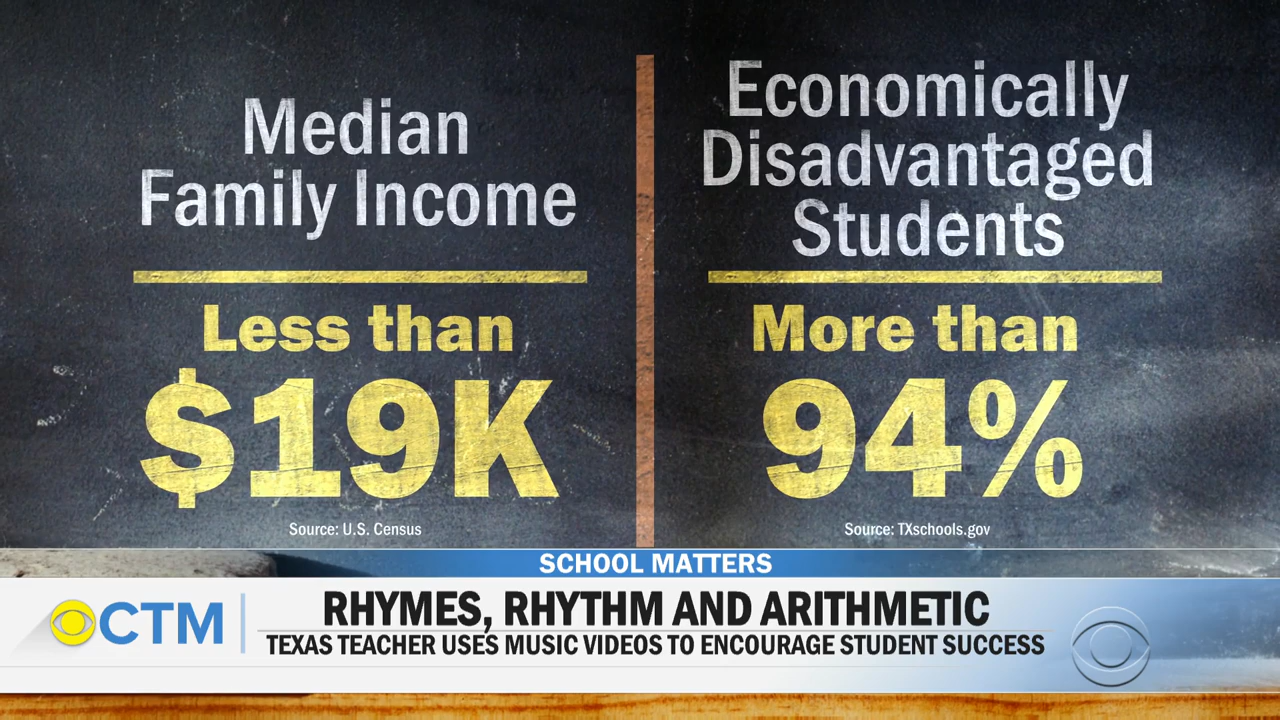 Median
Family Income
Less than
$19K
Source: U.S. Census
Economically
Disadvantaged
Students
More than
94%
Source: TXschools.gov
SCHOOL MATTERS
CTM
RHYMES, RHYTHM AND ARITHMETIC
TEXAS TEACHER USES MUSIC VIDEOS TO ENCOURAGE STUDENT SUCCESS